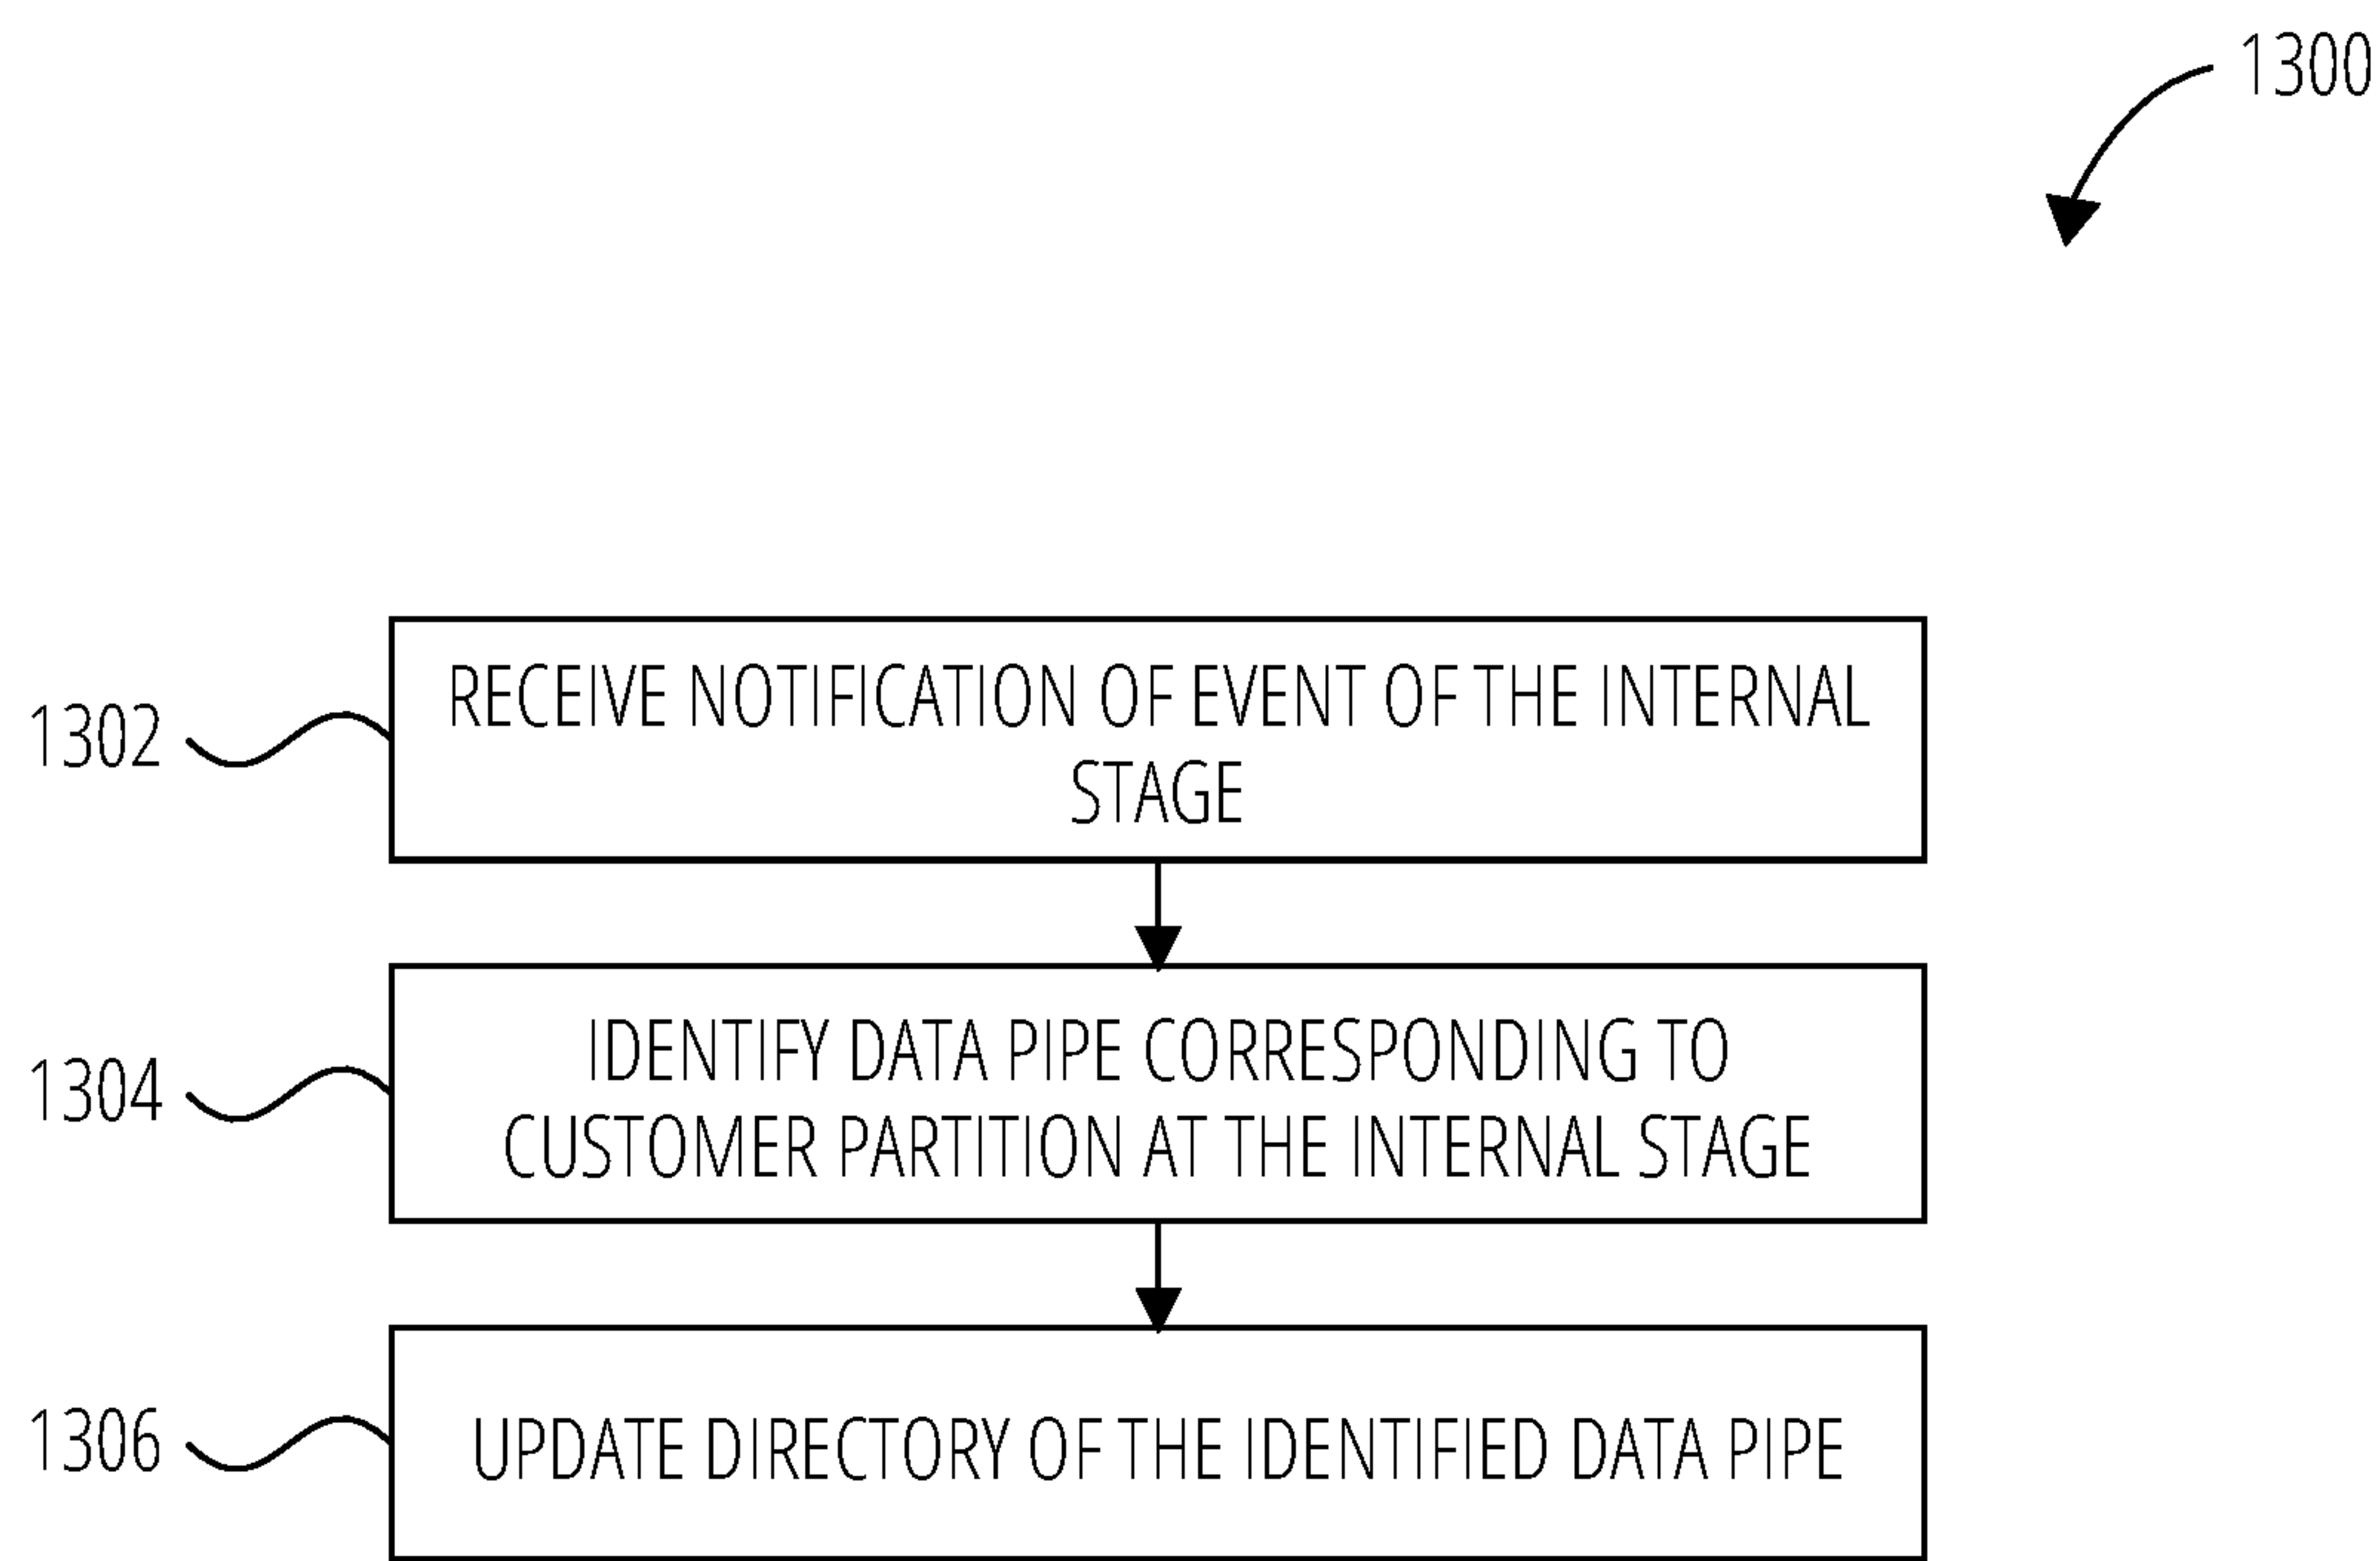 1300
1302
RECEIVE NOTIFICATION OF EVENT OF THE INTERNAL
STAGE
1304
IDENTIFY DATA PIPE CORRESPONDING TO
CUSTOMER PARTITION AT THE INTERNAL STAGE
1306
UPDATE DIRECTORY OF THE IDENTIFIED DATA PIPE